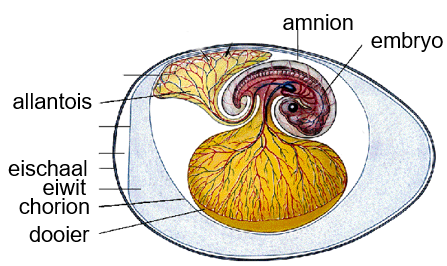 amnion
embryo
allantois
eischaal
eiwit
chorion
dooier